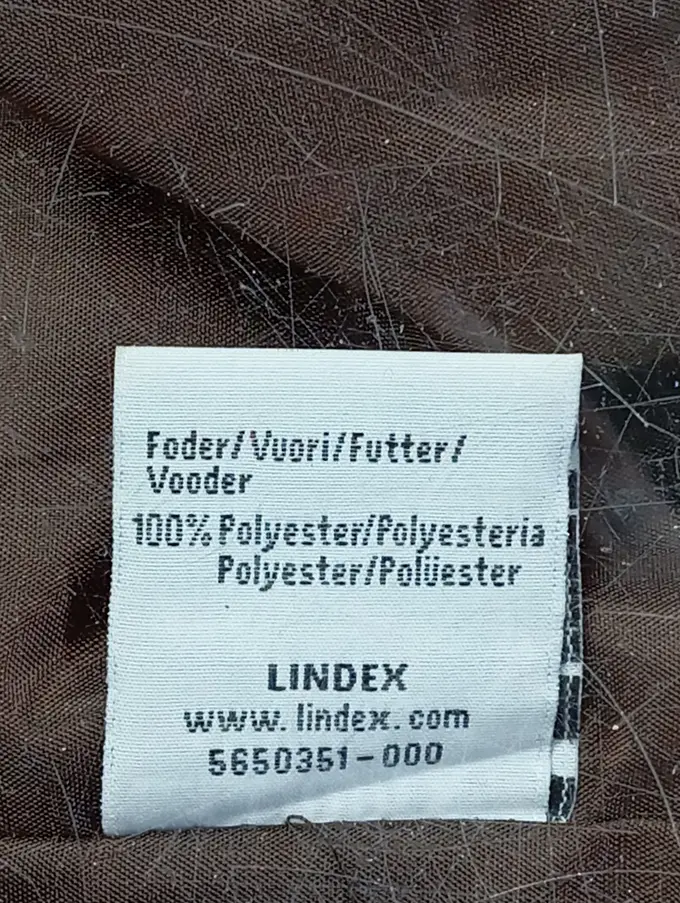 Foder/Vuori/Futter/
Vooder
100% Polyester/Polyesteria
Polyester/Polüester
LINDEX
www.lindex.com
5650351-000